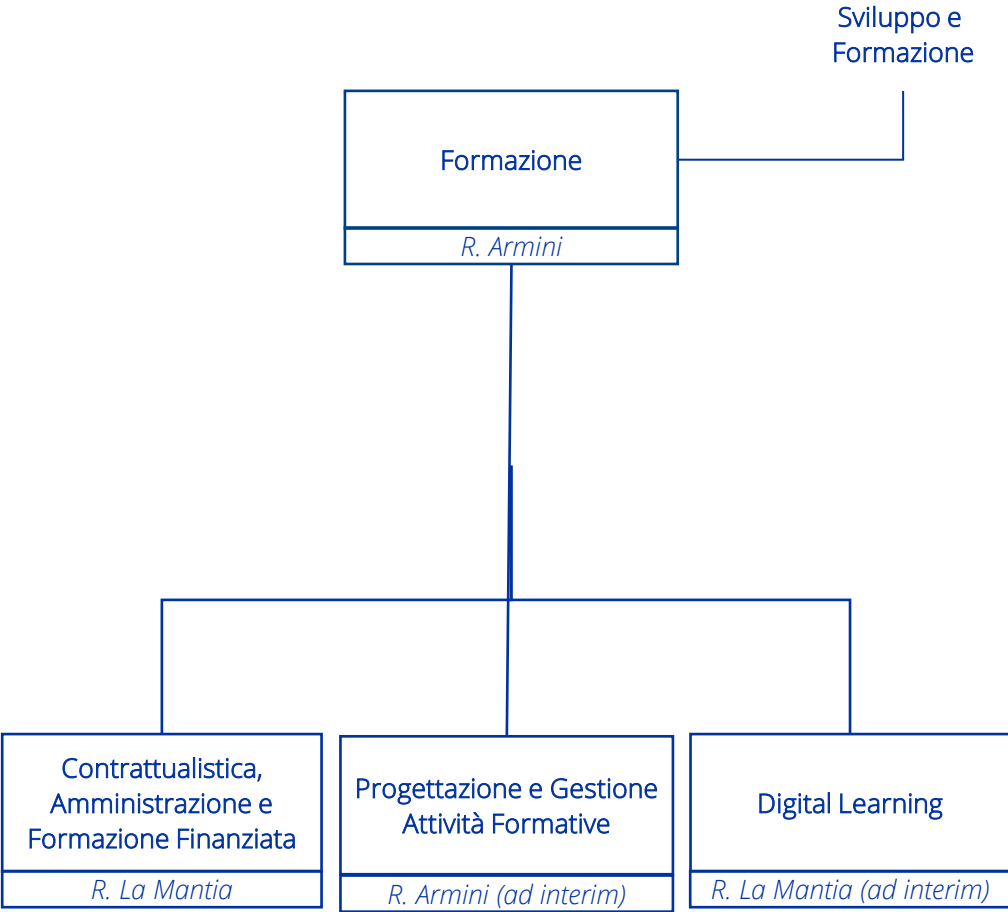 Sviluppo e
Formazione
Formazione
R. Armini
Contrattualistica,
Amministrazione e
Formazione Finanziata
R. La Mantia
Progettazione e Gestione
Attività Formative
R. Armini (ad interim)
Digital Learning
R. La Mantia (ad interim)